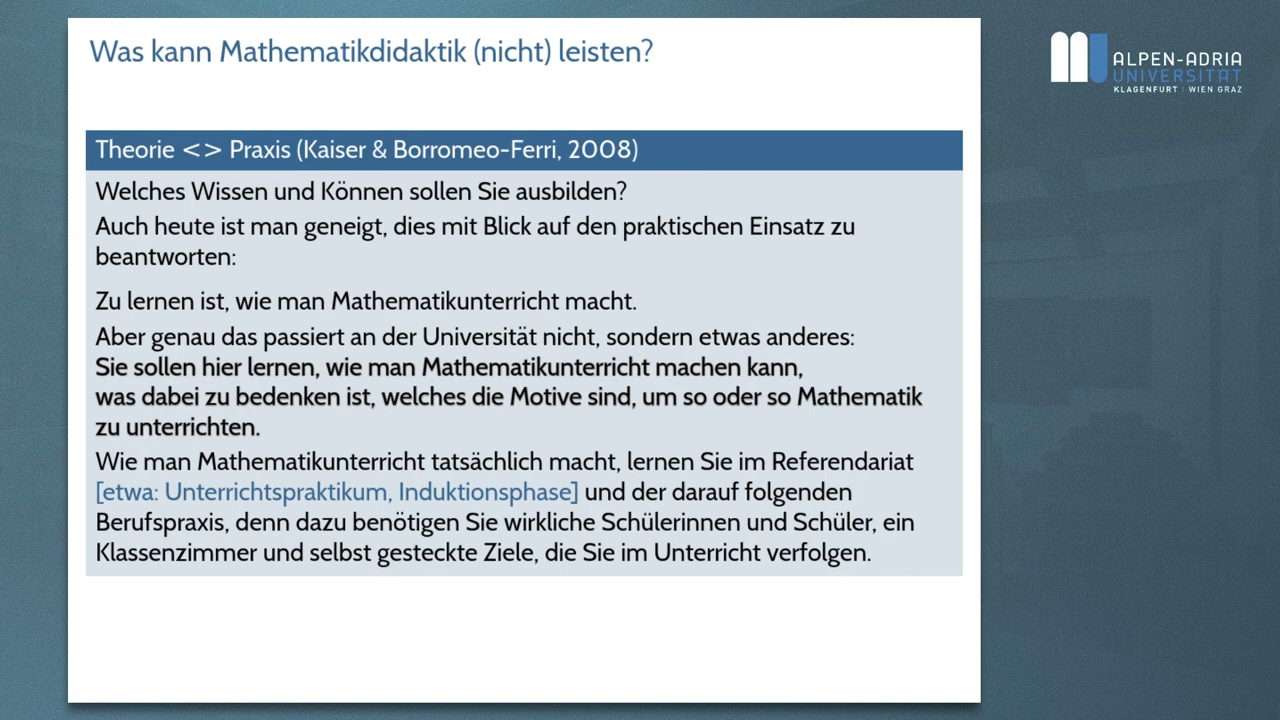 Was kann Mathematikdidaktik (nicht) leisten?
ALPEN-ADRIA
UNIVERSITÄT
KLAGENFURT | WIEN GRAZ
Theorie <> Praxis (Kaiser & Borromeo-Ferri, 2008)
Welches Wissen und Können sollen Sie ausbilden?
Auch heute ist man geneigt, dies mit Blick auf den praktischen Einsatz zu
beantworten:
Zu lernen ist, wie man Mathematikunterricht macht.
Aber genau das passiert an der Universität nicht, sondern etwas anderes:
Sie sollen hier lernen, wie man Mathematikunterricht machen kann,
was dabei zu bedenken ist, welches die Motive sind, um so oder so Mathematik
zu unterrichten.
Wie man Mathematikunterricht tatsächlich macht, lernen Sie im Referendariat
[etwa: Unterrichtspraktikum, Induktionsphase] und der darauf folgenden
Berufspraxis, denn dazu benötigen Sie wirkliche Schülerinnen und Schüler, ein
Klassenzimmer und selbst gesteckte Ziele, die Sie im Unterricht verfolgen.